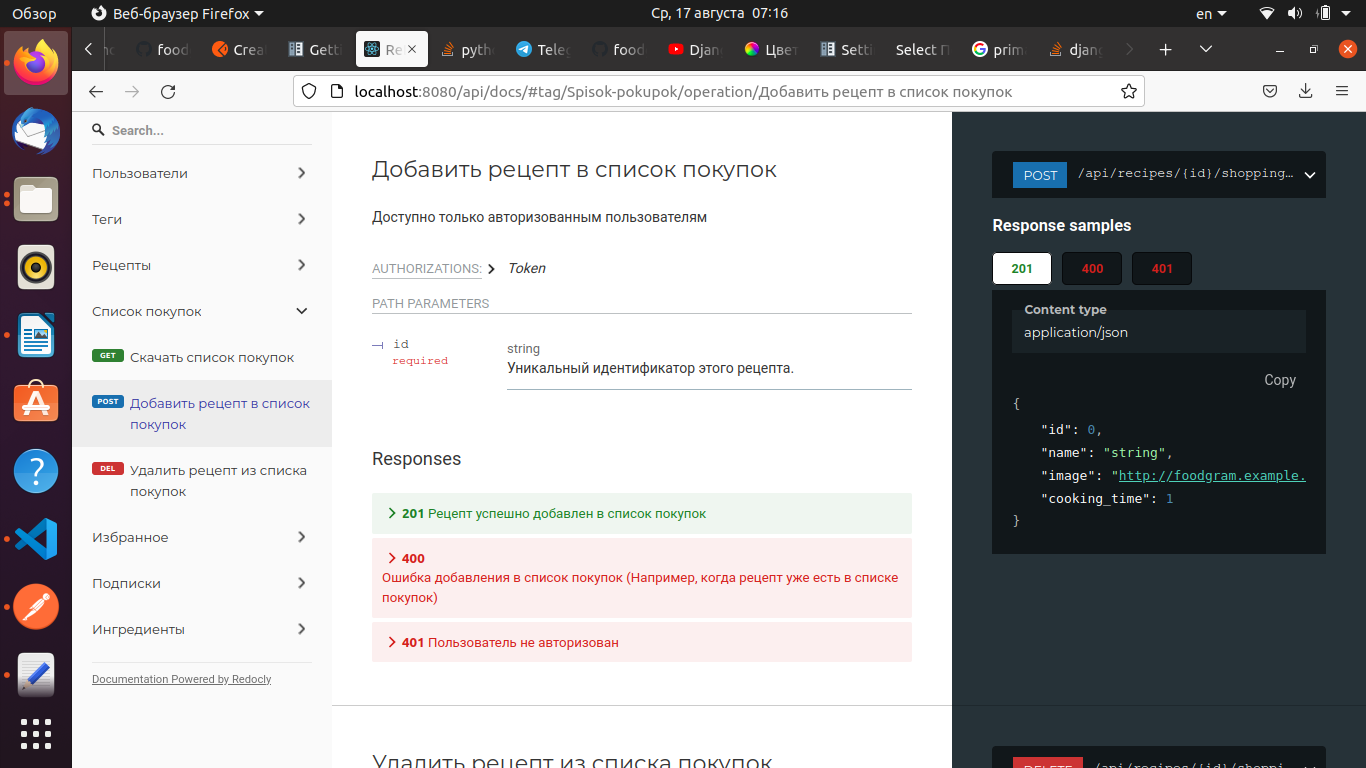 Обзор
Веб-браузер Firefox
Ср, 17 августа 07:16
en
food
Crea
Getti
Re
pytho
Teleg
food
Djan
Цвет
Setti
Select П
prim
djang
localhost:8080/api/docs/#tag/Spisok-pokupok/operation/Добавить рецепт в список покупок
Search...
Пользователи
Теги
Рецепты
Список покупок
GET Скачать список покупок
POST Добавить рецепт в список
покупок
DEL Удалить рецепт из списка
покупок
Избранное
Подписки
Ингредиенты
Documentation Powered by Redocly
Добавить рецепт в список покупок
Доступно только авторизованным пользователям
AUTHORIZATIONS: Token
PATH PARAMETERS
id
required
string
Уникальный идентификатор этого рецепта.
Responses
201 Рецепт успешно добавлен в список покупок
400
Ошибка добавления в список покупок (Например, когда рецепт уже есть в списке
покупок)
401 Пользователь не авторизован
Удалить рецепт из списка покупок
POST /api/recipes/{id}/shopping…
Response samples
201 400 401
Content type
application/json
Copy
{
"id": 0,
"name": "string",
"image": "http://foodgram.example.
"cooking_time": 1
}
DELETE /api/recipes/{id}/shoppi…